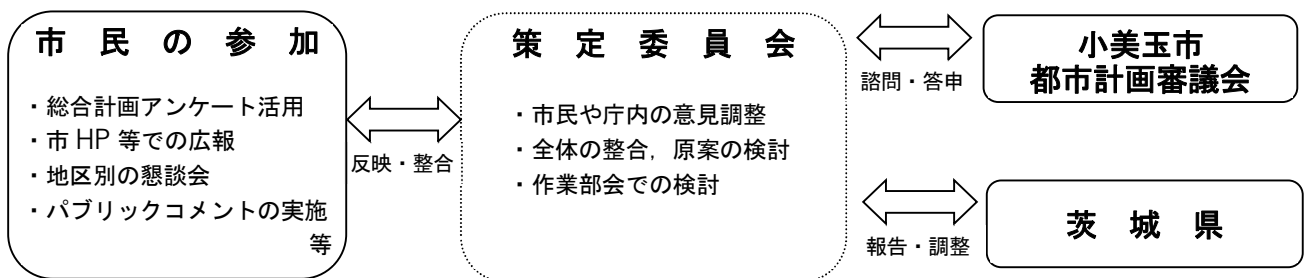 市 民 の 参 加
・総合計画アンケート活用
・市 HP 等での広報
・地区別の懇談会
・パブリックコメントの実施
等
反映・整合
策 定 委 員 会
・市民や庁内の意見調整
・全体の整合，原案の検討
・作業部会での検討
諮問・答申
小美玉市
都市計画審議会
報告・調整
茨 城 県